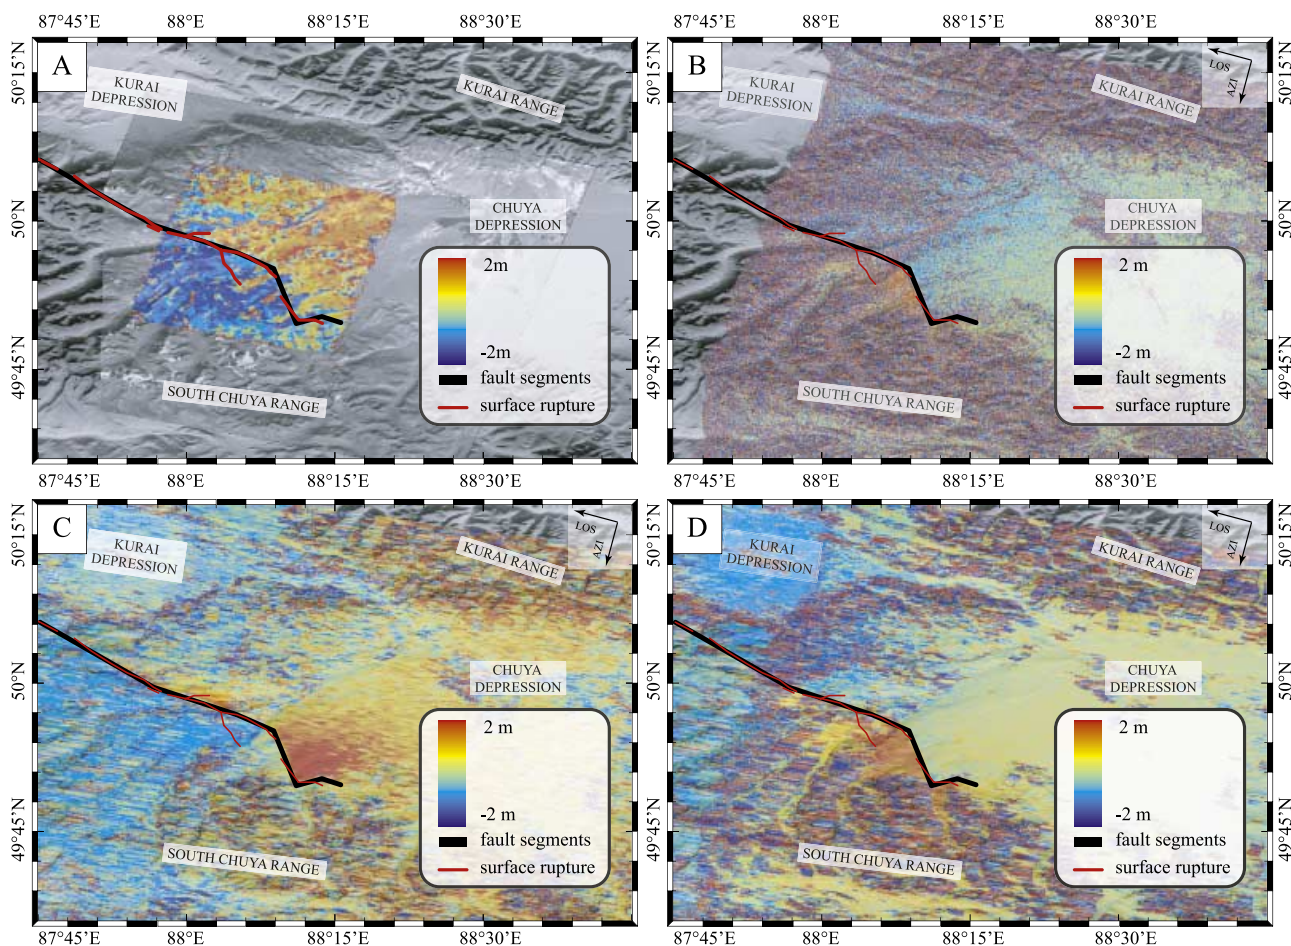 87°45’E 88°E 88°15’E 88°30’E 87°45’E 88°E 88°15’E 88°30’E
A
KURAI
DEPRESSION
KURAI RANGE
CHUYA
DEPRESSION
2m
-2m
fault segments
surface rupture
SOUTH CHUYA RANGE
50°15’N
50°N
49°45’N
B
KURAI
DEPRESSION
KURAI RANGE
LOS
AZI
CHUYA
DEPRESSION
2 m
-2 m
fault segments
surface rupture
SOUTH CHUYA RANGE
50°15’N
50°N
49°45’N
87°45’E 88°E 88°15’E 88°30’E 87°45’E 88°E 88°15’E 88°30’E
50°15’N
50°N
49°45’N
C
KURAI
DEPRESSION
KURAI RANGE
LOS
AZI
CHUYA
DEPRESSION
2 m
-2 m
fault segments
surface rupture
SOUTH CHUYA RANGE
D
KURAI
DEPRESSION
KURAI RANGE
LOS
AZI
CHUYA
DEPRESSION
2 m
-2 m
fault segments
surface rupture
SOUTH CHUYA RANGE
50°15’N
50°N
49°45’N
87°45’E 88°E 88°15’E 88°30’E 87°45’E 88°E 88°15’E 88°30’E